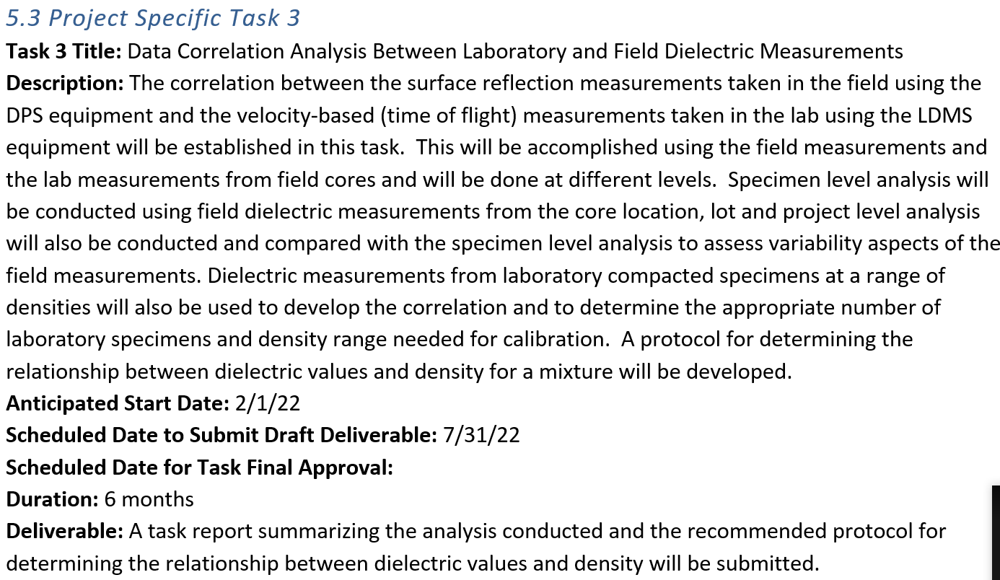 5.3 Project Specific Task 3
Task 3 Title: Data Correlation Analysis Between Laboratory and Field Dielectric Measurements
Description: The correlation between the surface reflection measurements taken in the field using the
DPS equipment and the velocity-based (time of flight) measurements taken in the lab using the LDMS
equipment will be established in this task.  This will be accomplished using the field measurements and
the lab measurements from field cores and will be done at different levels.  Specimen level analysis will
be conducted using field dielectric measurements from the core location, lot and project level analysis
will also be conducted and compared with the specimen level analysis to assess variability aspects of the
field measurements. Dielectric measurements from laboratory compacted specimens at a range of
densities will also be used to develop the correlation and to determine the appropriate number of
laboratory specimens and density range needed for calibration.  A protocol for determining the
relationship between dielectric values and density for a mixture will be developed.
Anticipated Start Date: 2/1/22
Scheduled Date to Submit Draft Deliverable: 7/31/22
Scheduled Date for Task Final Approval:
Duration: 6 months
Deliverable: A task report summarizing the analysis conducted and the recommended protocol for
determining the relationship between dielectric values and density will be submitted.